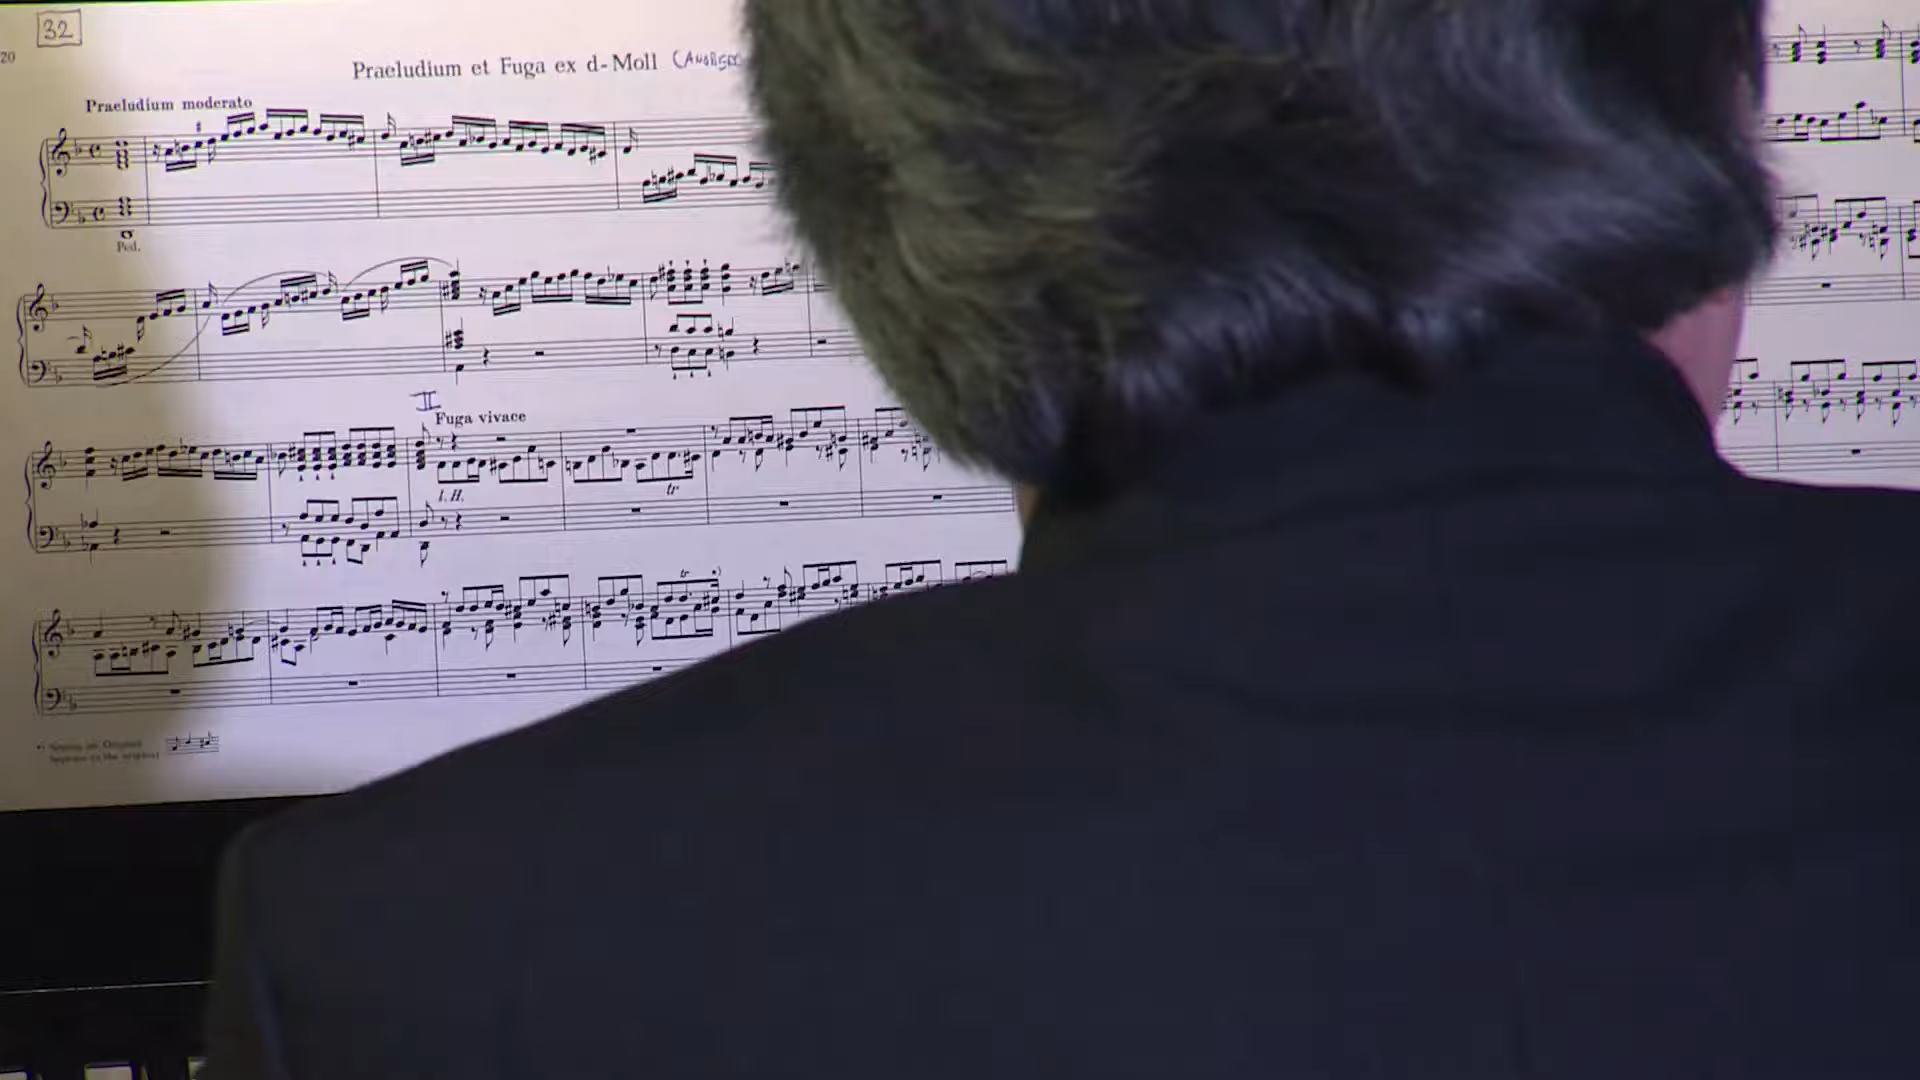 32
20
Praeludium et Fuga ex d-Moll
Praeludium moderato
Ped.
II
Fuga vivace
l. H.
tr
tr *)